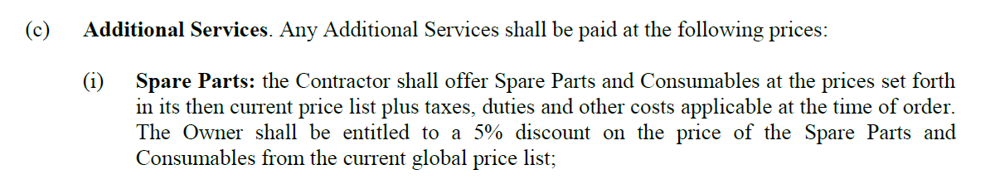 (c) Additional Services. Any Additional Services shall be paid at the following prices:
(i) Spare Parts: the Contractor shall offer Spare Parts and Consumables at the prices set forth
in its then current price list plus taxes, duties and other costs applicable at the time of order.
The Owner shall be entitled to a 5% discount on the price of the Spare Parts and
Consumables from the current global price list;